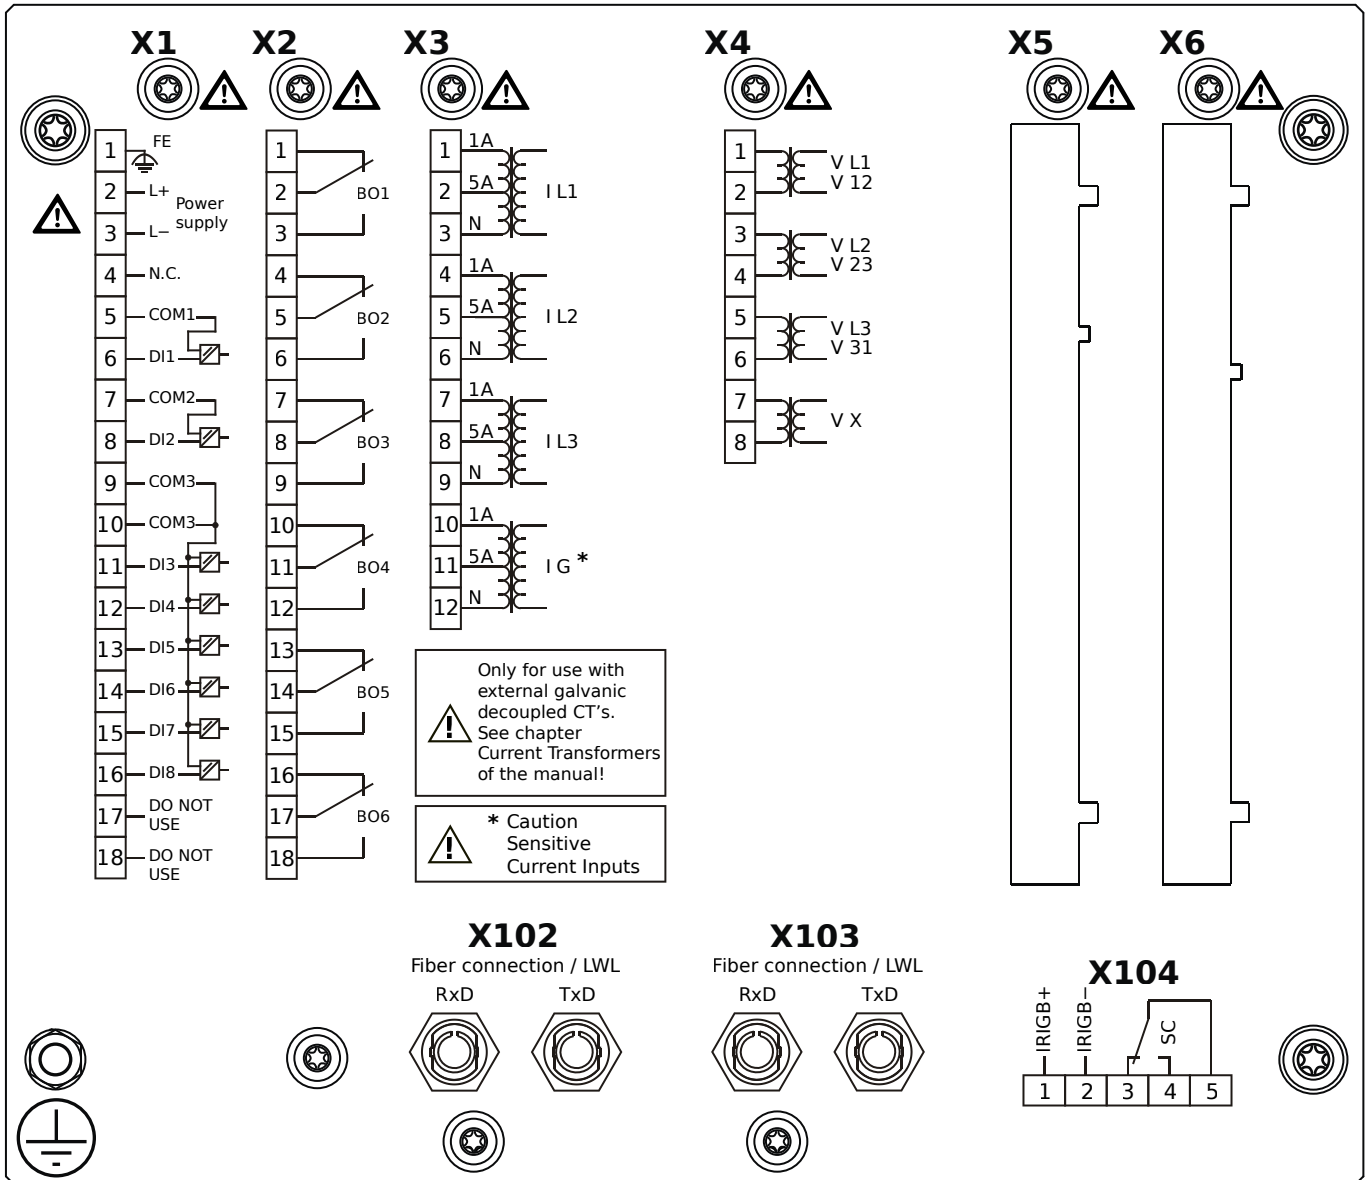 X1
X2
X3
X4
X5
X6
1 FE
2 L+
Power
supply
3 L−
4 N.C.
5 COM1
6 DI1
7 COM2
8 DI2
9 COM3
10 COM3
11 DI3
12 DI4
13 DI5
14 DI6
15 DI7
16 DI8
17 DO NOT
USE
18 DO NOT
USE
1
2 BO1
3
4
5 BO2
6
7
8 BO3
9
10
11 BO4
12
13
14 BO5
15
16
17 BO6
18
1 1A
2 5A I L1
3 N
4 1A
5 5A I L2
6 N
7 1A
8 5A I L3
9 N
10 1A
11 5A I G *
12 N
Only for use with
external galvanic
decoupled CT's.
See chapter
Current Transformers
of the manual!
* Caution
Sensitive
Current Inputs
1 V L1
2 V 12
3 V L2
4 V 23
5 V L3
6 V 31
7 V X
8
X102
Fiber connection / LWL
RxD TxD
X103
Fiber connection / LWL
RxD TxD
X104
IRIGB+
IRIGB−
SC
1 2 3 4 5